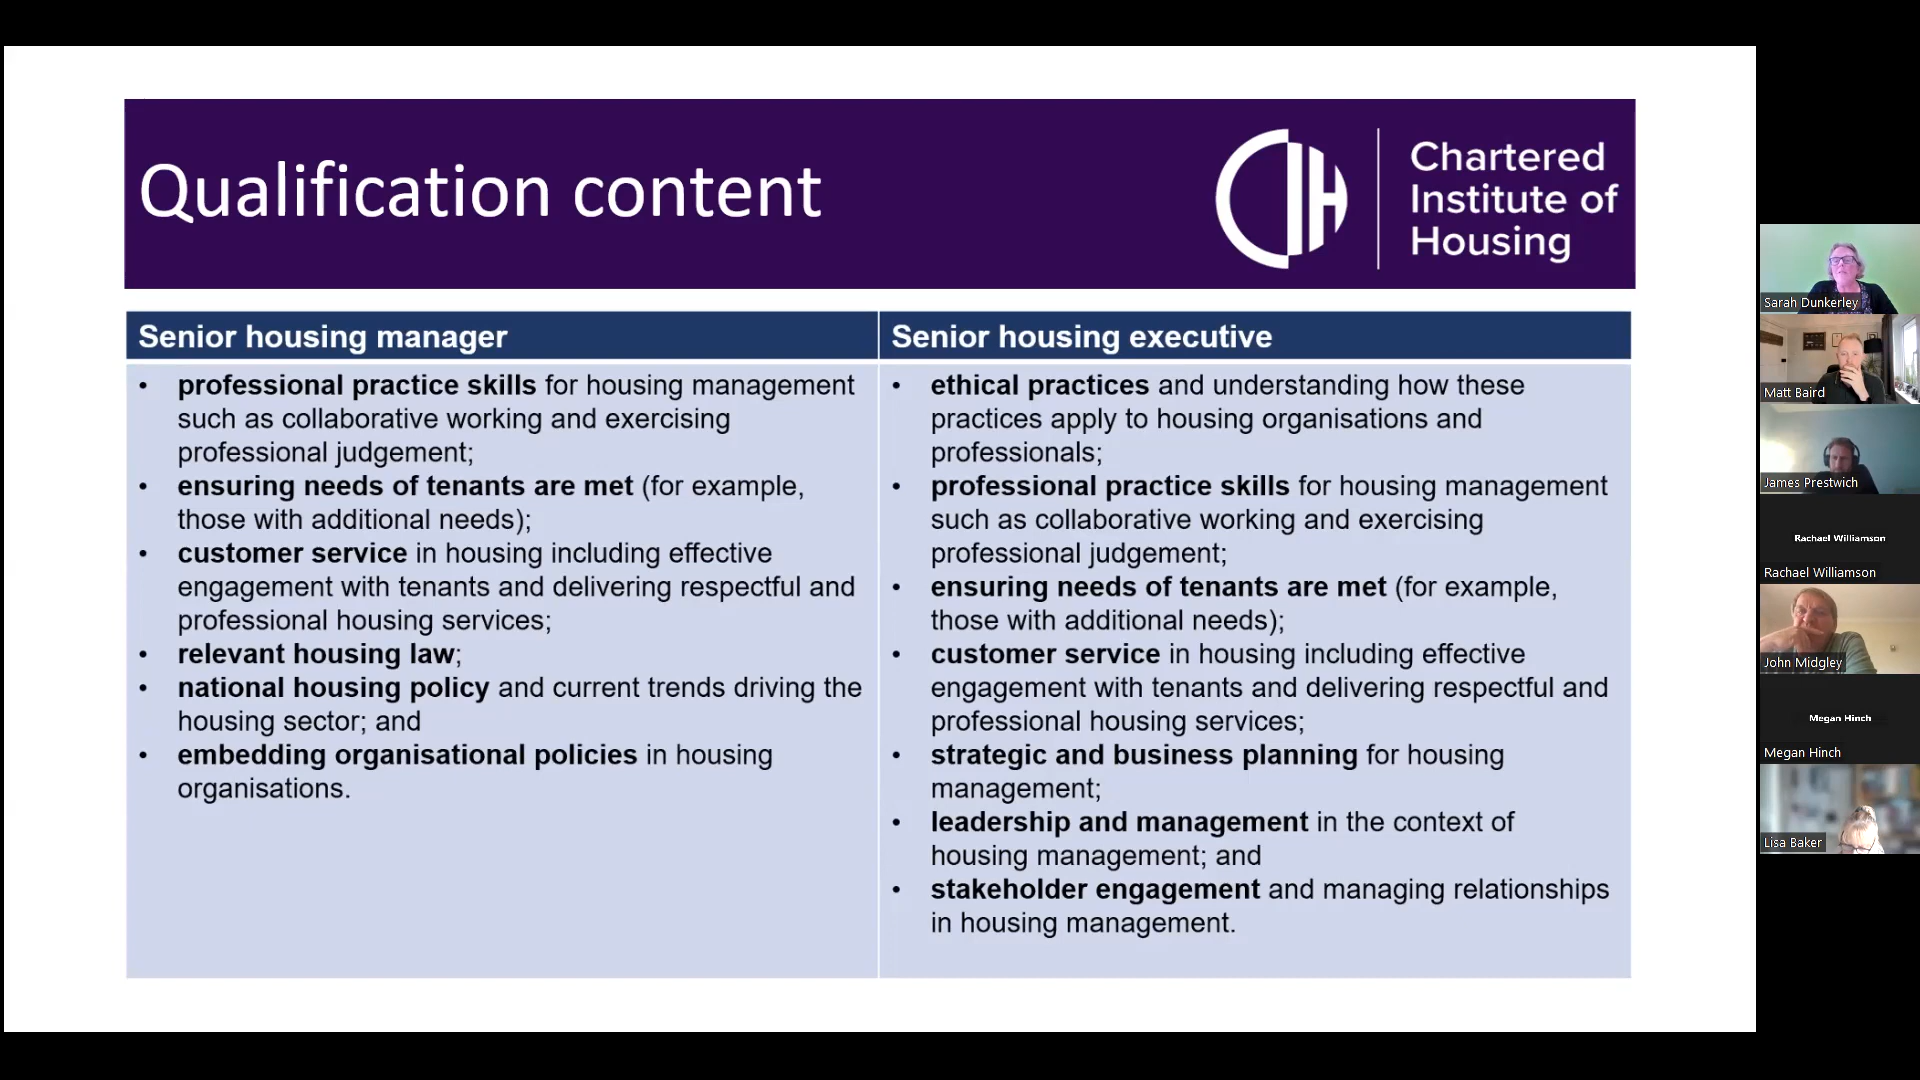 Qualification content
Chartered
Institute of
Housing
Senior housing manager
• professional practice skills for housing management
such as collaborative working and exercising
professional judgement;
• ensuring needs of tenants are met (for example,
those with additional needs);
• customer service in housing including effective
engagement with tenants and delivering respectful and
professional housing services;
• relevant housing law;
• national housing policy and current trends driving the
housing sector; and
• embedding organisational policies in housing
organisations.
Senior housing executive
• ethical practices and understanding how these
practices apply to housing organisations and
professionals;
• professional practice skills for housing management
such as collaborative working and exercising
professional judgement;
• ensuring needs of tenants are met (for example,
those with additional needs);
• customer service in housing including effective
engagement with tenants and delivering respectful and
professional housing services;
• strategic and business planning for housing
management;
• leadership and management in the context of
housing management; and
• stakeholder engagement and managing relationships
in housing management.
Sarah Dunkerley
Matt Baird
James Prestwich
Rachael Williamson
Rachael Williamson
John Midgley
Megan Hinch
Megan Hinch
Lisa Baker